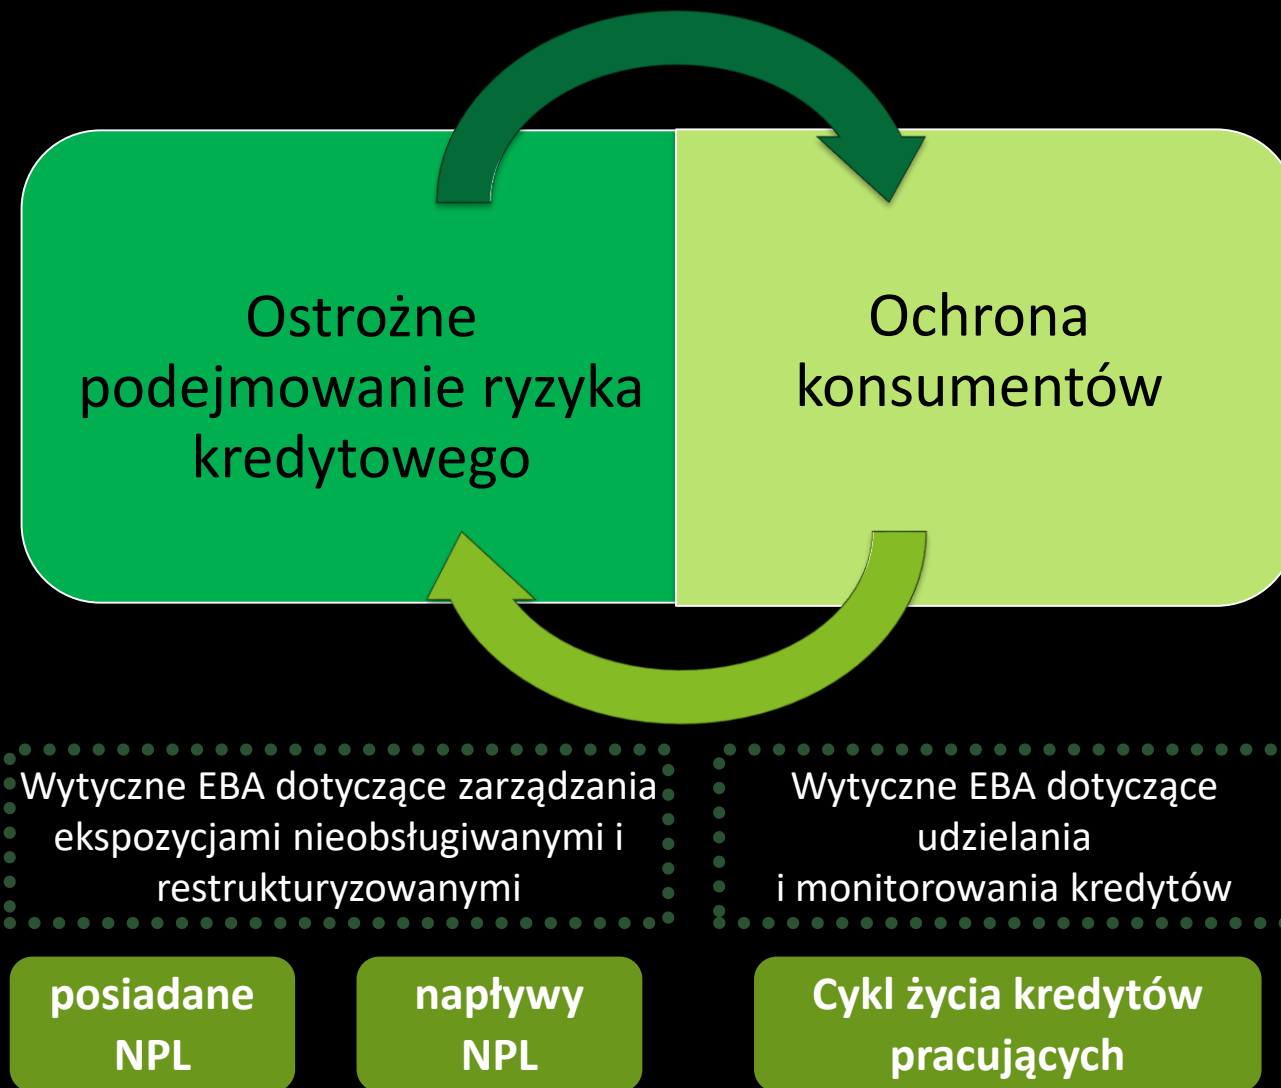 Ostrożne
podejmowanie ryzyka
kredytowego
Ochrona
konsumentów
Wytyczne EBA dotyczące zarządzania
ekspozycjami nieobsługiwanymi i
restrukturyzowanymi
Wytyczne EBA dotyczące
udzielania
i monitorowania kredytów
posiadane
NPL
napływy
NPL
Cykl życia kredytów
pracujących